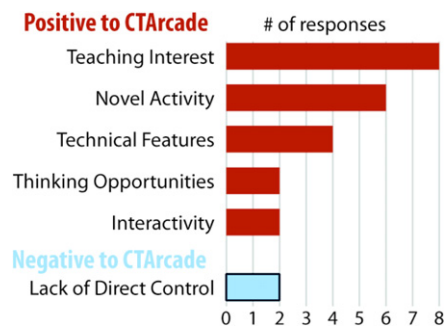 Positive to CTArcade # of responses
Teaching Interest
Novel Activity
Technical Features
Thinking Opportunities
Interactivity
Negative to CTArcade
Lack of Direct Control
0 1 2 3 4 5 6 7 8